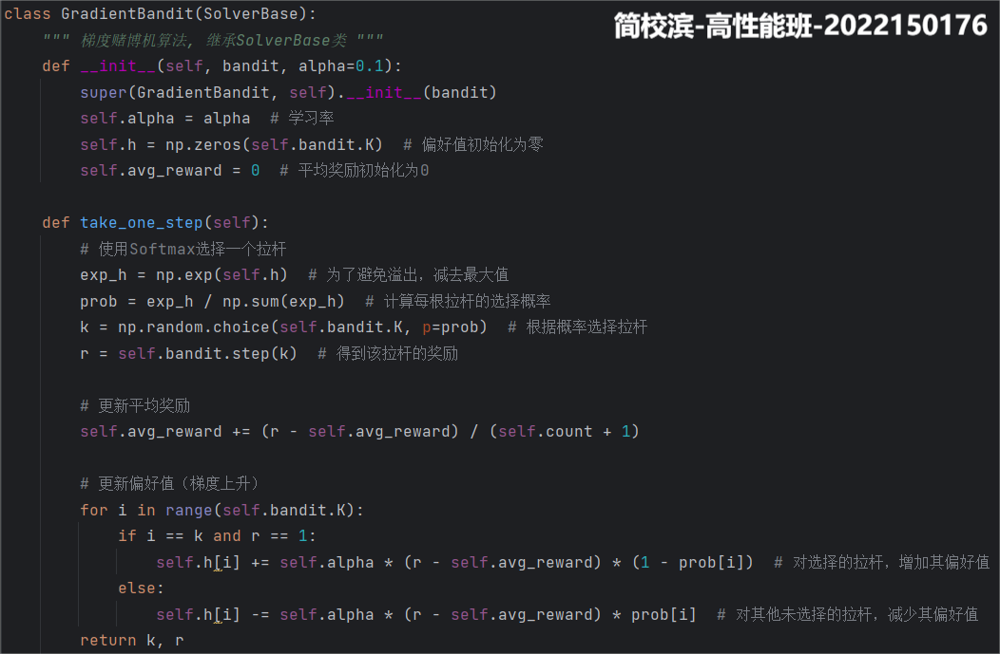 class GradientBandit(SolverBase):
简校滨-高性能班-2022150176
    """ 梯度赌博机算法, 继承SolverBase类 """
    def __init__(self, bandit, alpha=0.1):
        super(GradientBandit, self).__init__(bandit)
        self.alpha = alpha  # 学习率
        self.h = np.zeros(self.bandit.K)  # 偏好值初始化为零
        self.avg_reward = 0  # 平均奖励初始化为0
    def take_one_step(self):
        # 使用Softmax选择一个拉杆
        exp_h = np.exp(self.h)  # 为了避免溢出，减去最大值
        prob = exp_h / np.sum(exp_h)  # 计算每根拉杆的选择概率
        k = np.random.choice(self.bandit.K, p=prob)  # 根据概率选择拉杆
        r = self.bandit.step(k)  # 得到该拉杆的奖励
        # 更新平均奖励
        self.avg_reward += (r - self.avg_reward) / (self.count + 1)
        # 更新偏好值（梯度上升）
        for i in range(self.bandit.K):
            if i == k and r == 1:
                self.h[i] += self.alpha * (r - self.avg_reward) * (1 - prob[i])  # 对选择的拉杆，增加其偏好值
            else:
                self.h[i] -= self.alpha * (r - self.avg_reward) * prob[i]  # 对其他未选择的拉杆，减少其偏好值
        return k, r